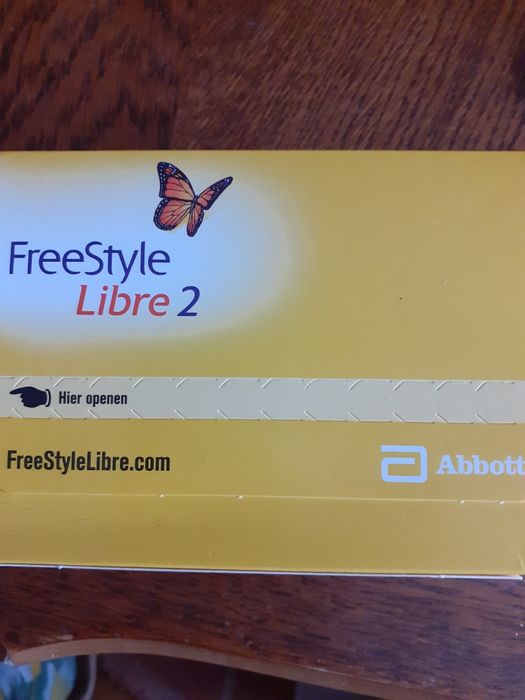 FreeStyle
Libre 2
Hier openen
FreeStyleLibre.com
Abbott